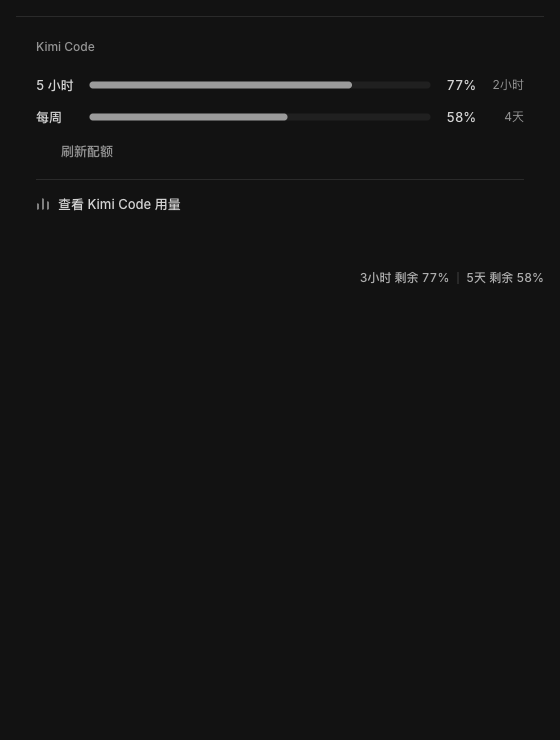 Kimi Code
5 小时 77% 2小时
每周 58% 4天
刷新配额
查看 Kimi Code 用量
3小时 剩余 77% | 5天 剩余 58%